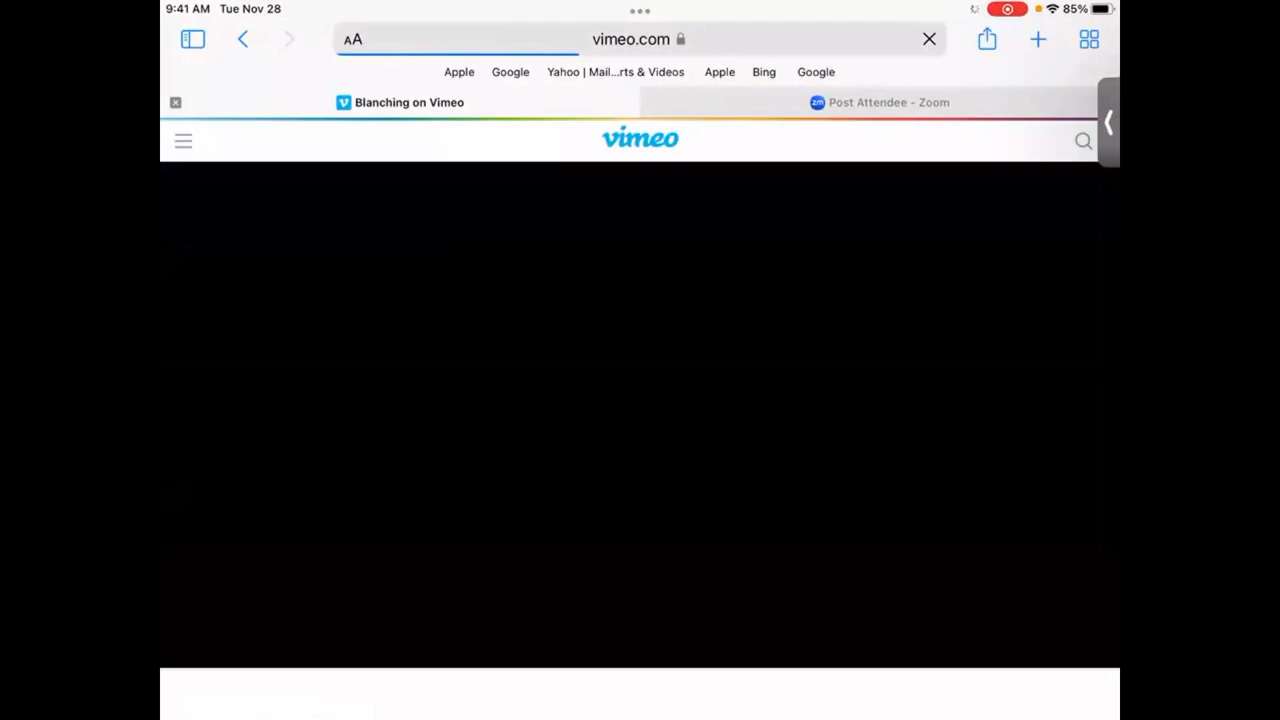 9:41 AM Tue Nov 28 85%
AA vimeo.com
Apple Google Yahoo | Mail...rts & Videos Apple Bing Google
Blanching on Vimeo zm Post Attendee - Zoom
vimeo